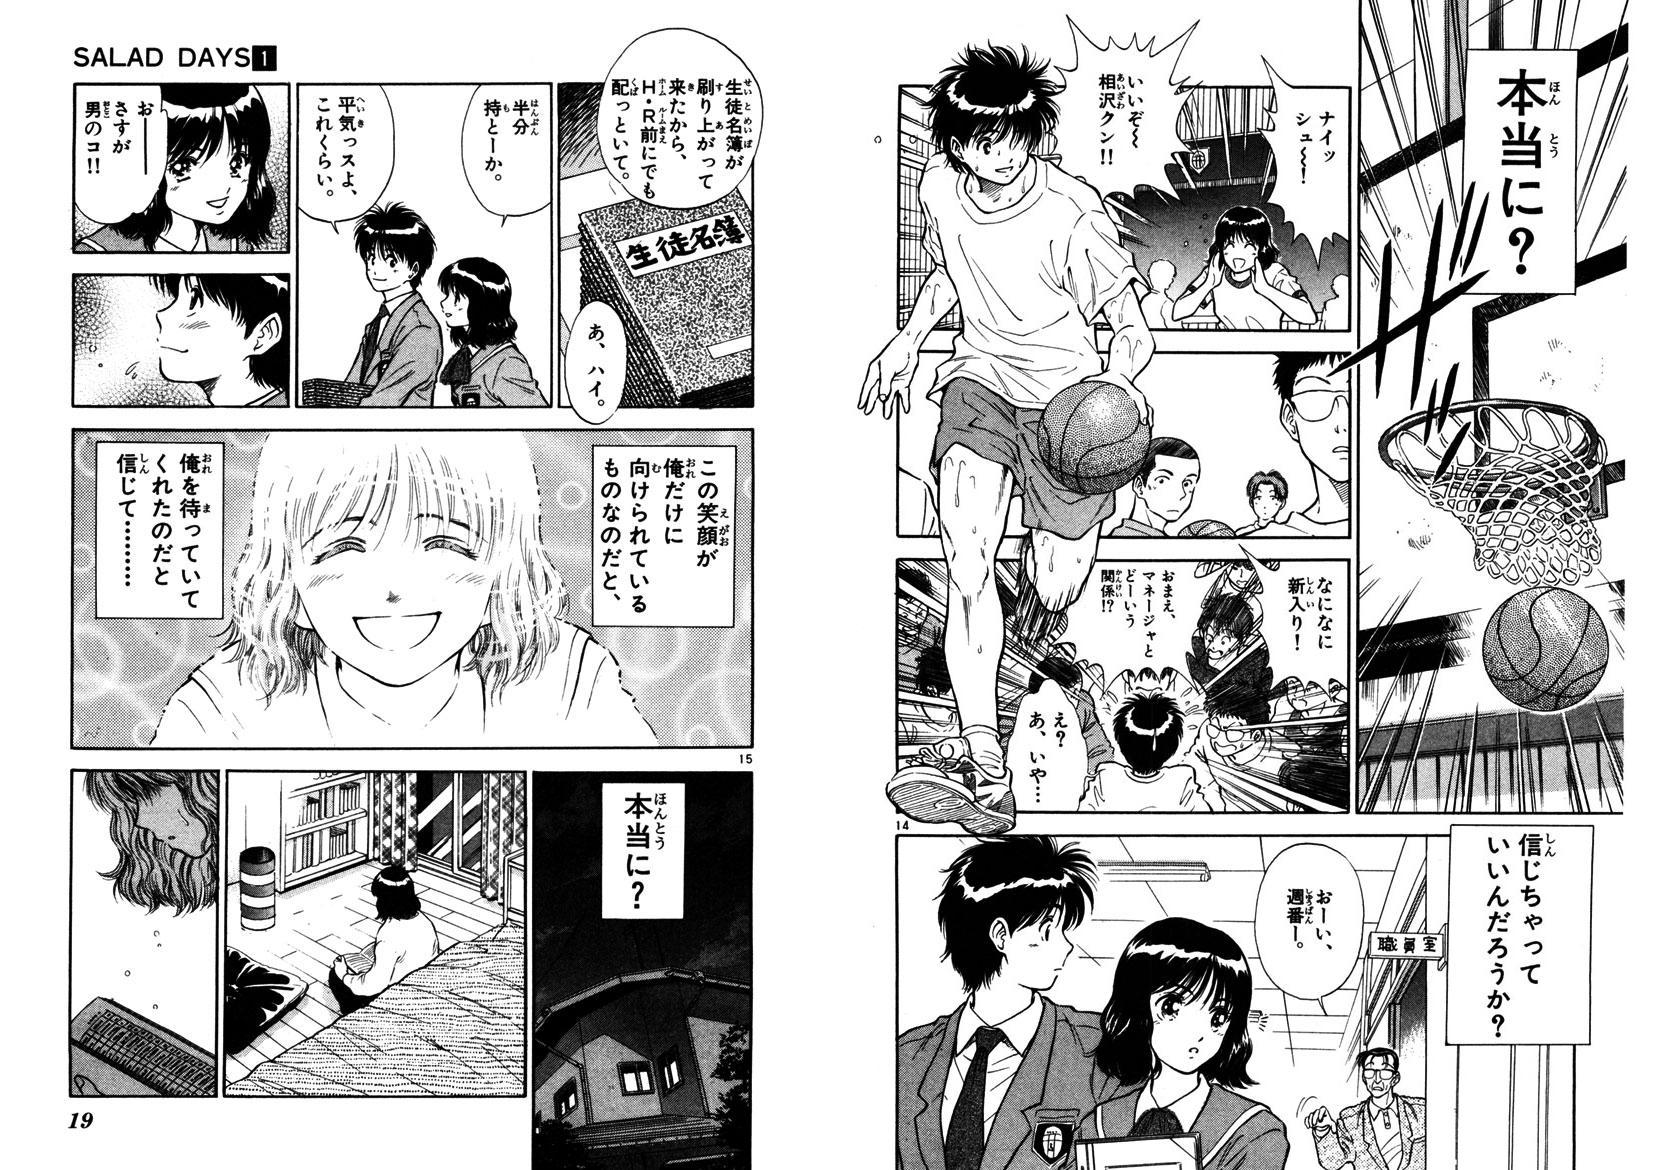 本当に?
ナイッ
シュ〜!
いいぞ〜
相沢クン!!
なになに
新入り!
おまえ、
マネージャと
どーいう
関係!?
え?
あ、いや…
14
信じちゃって
いいんだろうか?
おーい、
週番ー。
職員室
SALAD DAYS 1
生徒名簿が
刷り上がって
来たから、
H・R前にでも
配っといて。
生徒名簿
あ、ハイ。
半分
持とーか。
平気っスよ、
これくらい。
おーー
さすが
男のコ!!
この笑顔が
俺だけに
向けられている
ものなのだと、
俺を待っていて
くれたのだと
信じて…………
15
本当に?
19